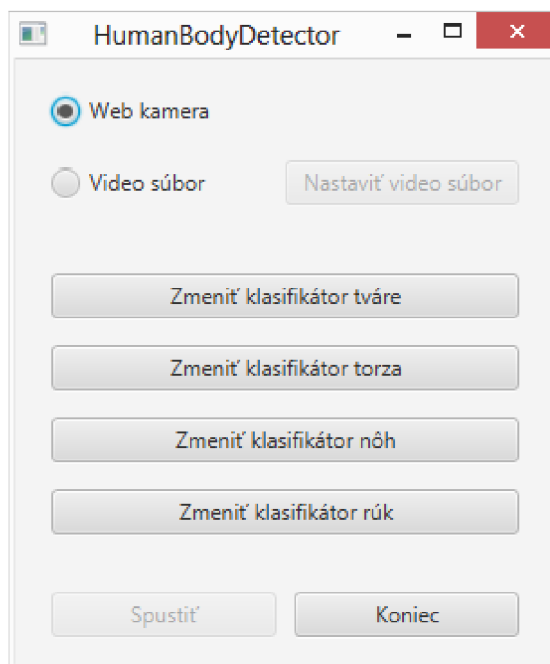 HumanBodyDetector
Web kamera
Video súbor
Nastaviť video súbor
Zmeniť klasifikátor tváre
Zmeniť klasifikátor torza
Zmeniť klasifikátor nôh
Zmeniť klasifikátor rúk
Spustiť
Koniec